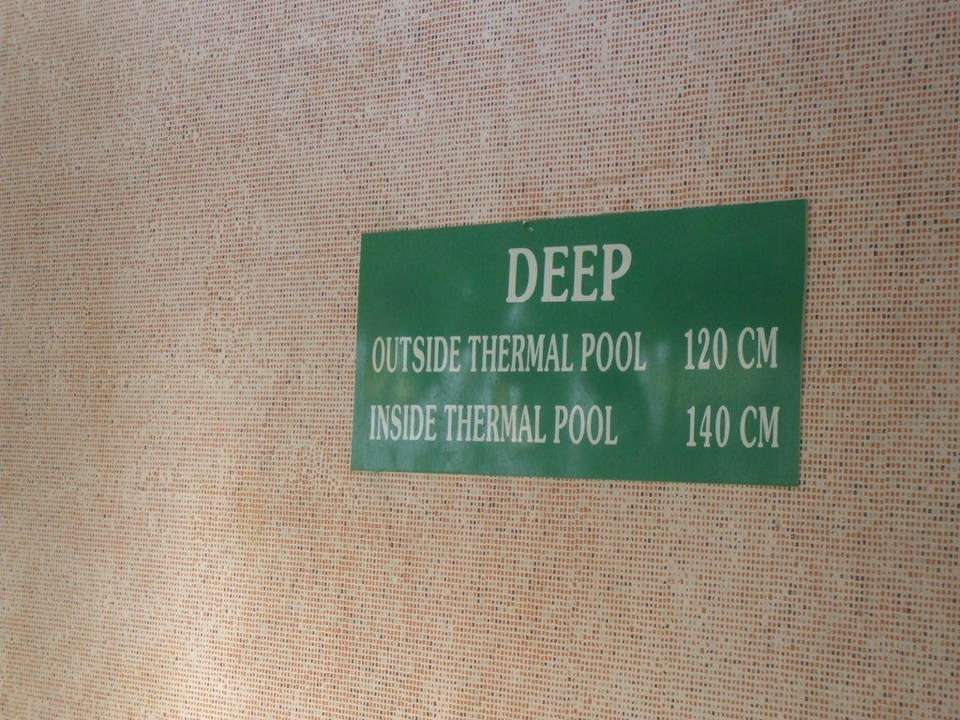 DEEP
OUTSIDE THERMAL POOL 120 CM
INSIDE THERMAL POOL 140 CM